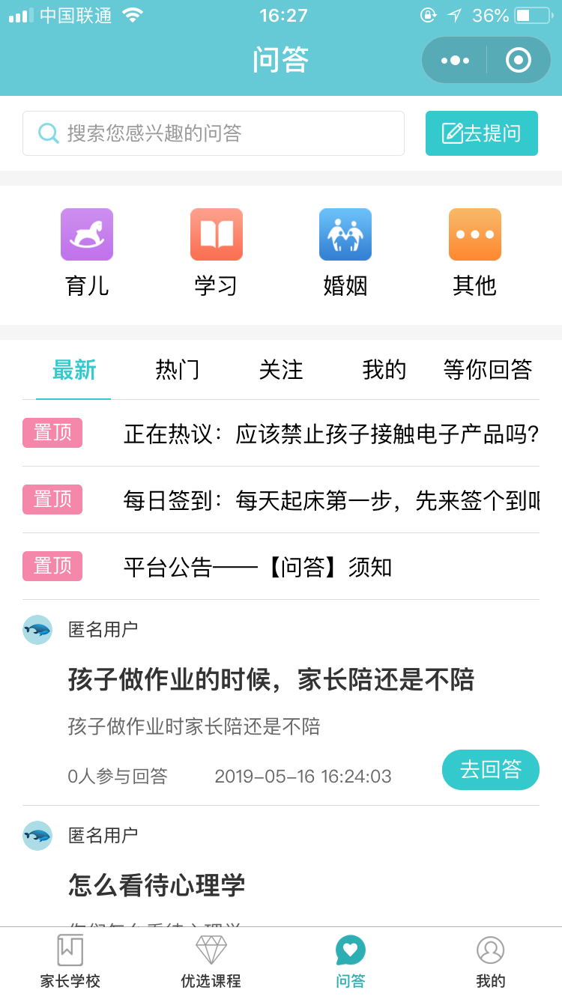 中国联通 16:27 36%
问答
搜索您感兴趣的问答 去提问
育儿 学习 婚姻 其他
最新 热门 关注 我的 等你回答
置顶 正在热议：应该禁止孩子接触电子产品吗?
置顶 每日签到：每天起床第一步，先来签个到吧
置顶 平台公告——【问答】须知
匿名用户
孩子做作业的时候，家长陪还是不陪
孩子做作业时家长陪还是不陪
0人参与回答 2019-05-16 16:24:03 去回答
匿名用户
怎么看待心理学
家长学校 优选课程 问答 我的